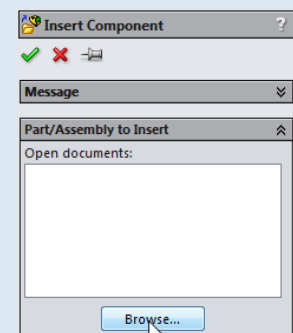 Insert Component ?
Message
Part/Assembly to Insert
Open documents:
Browse...